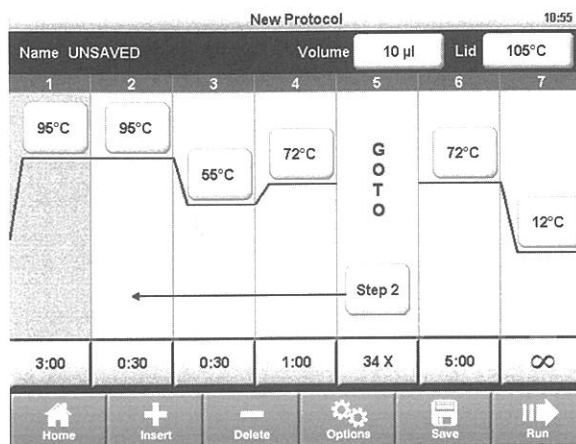 New Protocol 10:55
Name UNSAVED Volume 10 µl Lid 105°C
1 2 3 4 5 6 7
95°C 95°C 55°C 72°C GOTO 72°C 12°C
Step 2
3:00 0:30 0:30 1:00 34 X 5:00 ∞
Home Insert Delete Options Save Run